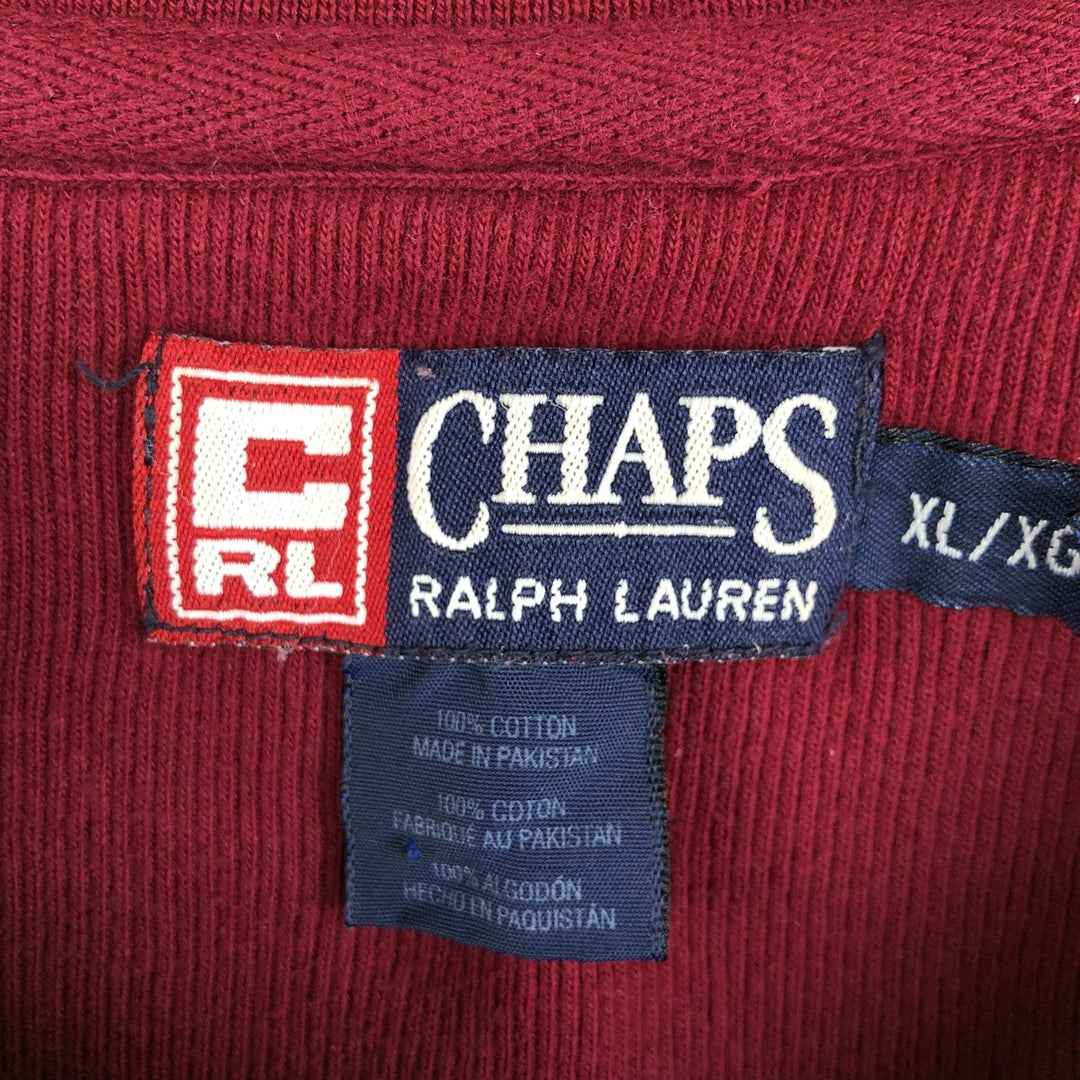 C
RL
CHAPS
RALPH LAUREN
XL/XG
100% COTTON
MADE IN PAKISTAN
100% COTON
FABRIQUÉ AU PAKISTAN
100% ALGODÓN
HECHO EN PAQUISTÁN